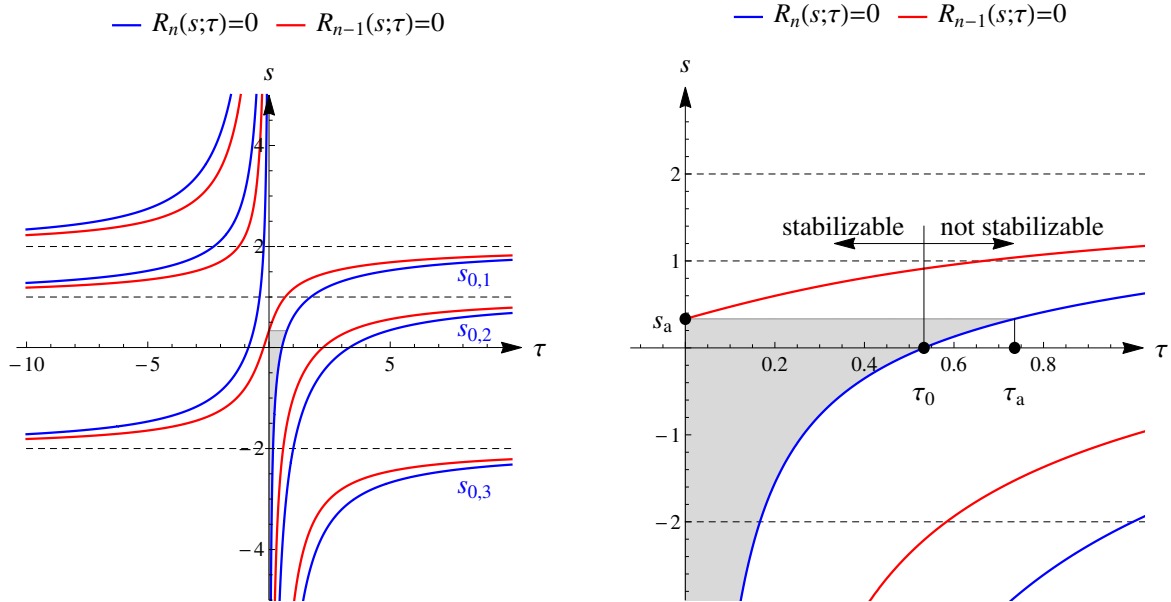 R_n(s;τ)=0 R_{n-1}(s;τ)=0
s
4
2
s_{0,1}
s_{0,2}
−10 −5 5 τ
−2
s_{0,3}
−4
R_n(s;τ)=0 R_{n-1}(s;τ)=0
s
2
stabilizable not stabilizable
1
s_a
0.2 0.4 0.6 0.8 τ
τ_0 τ_a
−1
−2